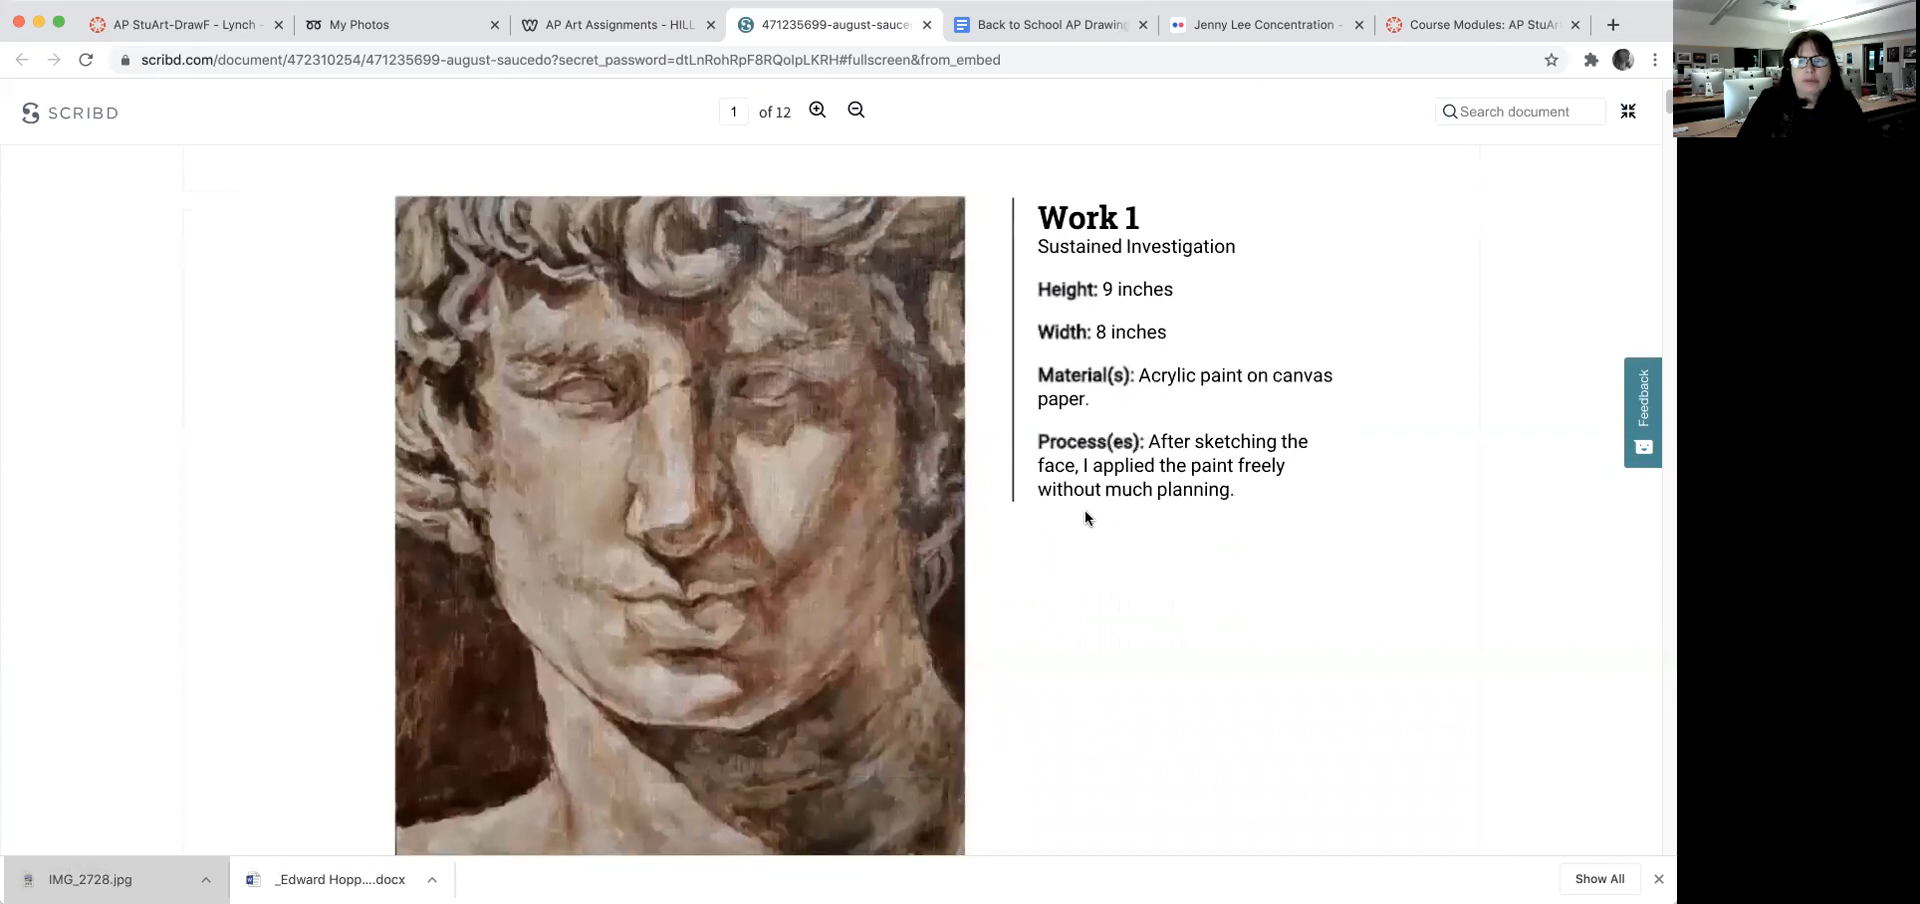 AP StuArt-DrawF - Lynch -
My Photos
AP Art Assignments - HILL
471235699-august-sauce
Back to School AP Drawing
Jenny Lee Concentration -
Course Modules: AP StuAr
scribd.com/document/472310254/471235699-august-saucedo?secret_password=dtLnRohRpF8RQolpLKRH#fullscreen&from_embed
SCRIBD
1 of 12
Search document
Work 1
Sustained Investigation
Height: 9 inches
Width: 8 inches
Material(s): Acrylic paint on canvas
paper.
Process(es): After sketching the
face, I applied the paint freely
without much planning.
Feedback
IMG_2728.jpg
_Edward Hopp....docx
Show All